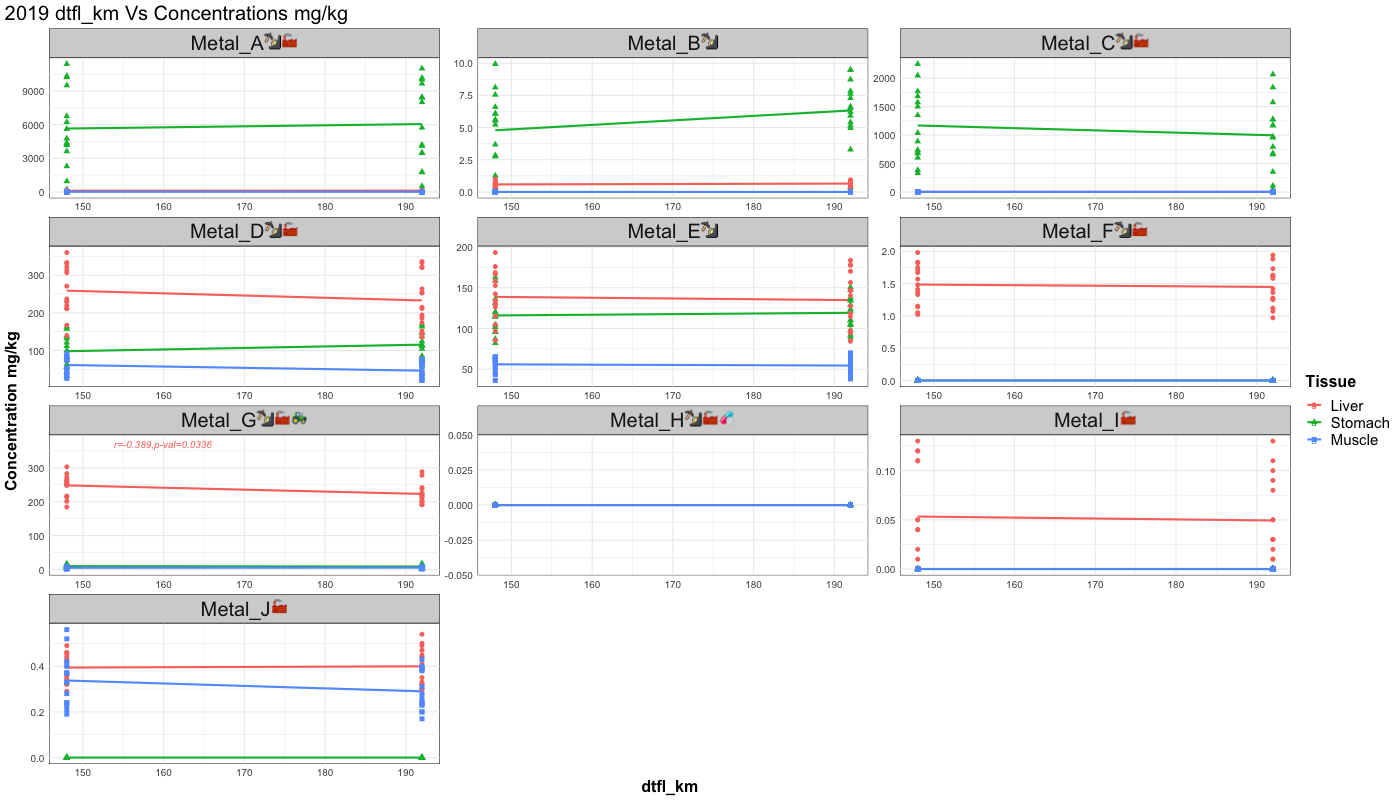 2019 dtfl_km Vs Concentrations mg/kg
Metal_A
Metal_B
Metal_C
9000
6000
3000
0
150 160 170 180 190
10.0
7.5
5.0
2.5
0.0
150 160 170 180 190
2000
1500
1000
500
0
150 160 170 180 190
Metal_D
Metal_E
Metal_F
300
200
100
150 160 170 180 190
200
150
100
50
150 160 170 180 190
2.0
1.5
1.0
0.5
0.0
150 160 170 180 190
Metal_G
Metal_H
Metal_I
r=-0.389,p-val=0.0336
300
200
100
0
150 160 170 180 190
0.050
0.025
0.000
-0.025
-0.050
150 160 170 180 190
0.10
0.05
0.00
150 160 170 180 190
Metal_J
0.4
0.2
0.0
150 160 170 180 190
Concentration mg/kg
dtfl_km
Tissue
Liver
Stomach
Muscle